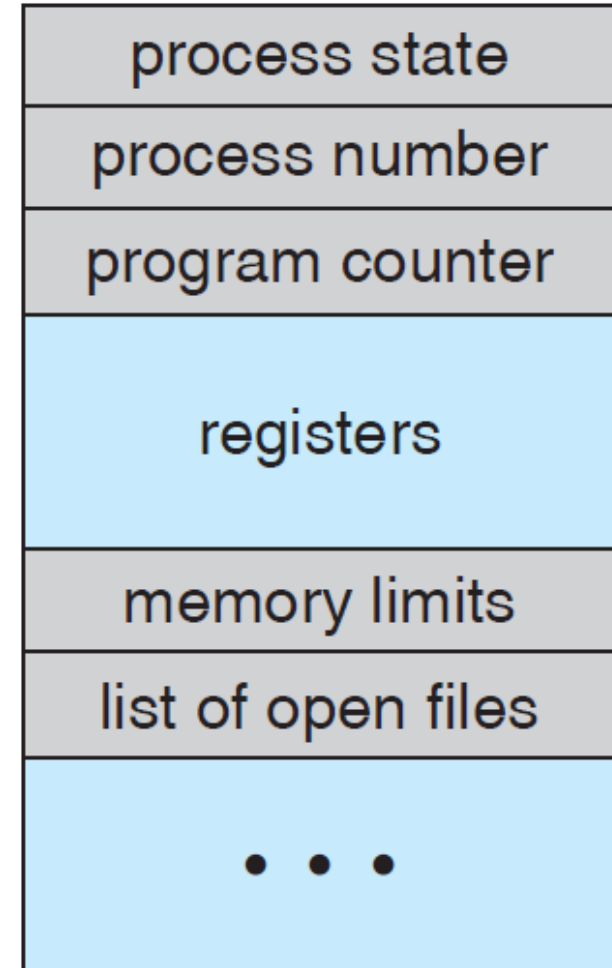 process state
process number
program counter
registers
memory limits
list of open files
• • •